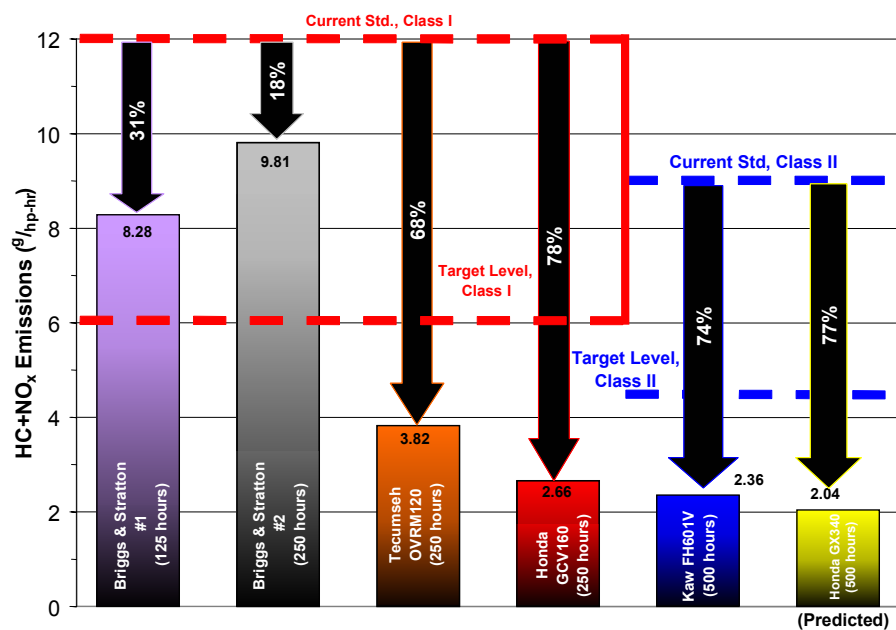 Current Std., Class I
12
10
8
6
4
2
0
HC+NOx Emissions (g/hp-hr)
31%
18%
68%
78%
74%
77%
Current Std, Class II
Target Level,
Class I
Target Level,
Class II
8.28
9.81
3.82
2.66
2.36
2.04
Briggs & Stratton
#1
(125 hours)
Briggs & Stratton
#2
(250 hours)
Tecumseh
OVRM120
(250 hours)
Honda
GCV160
(250 hours)
Kaw FH601V
(500 hours)
Honda GX340
(500 hours)
(Predicted)